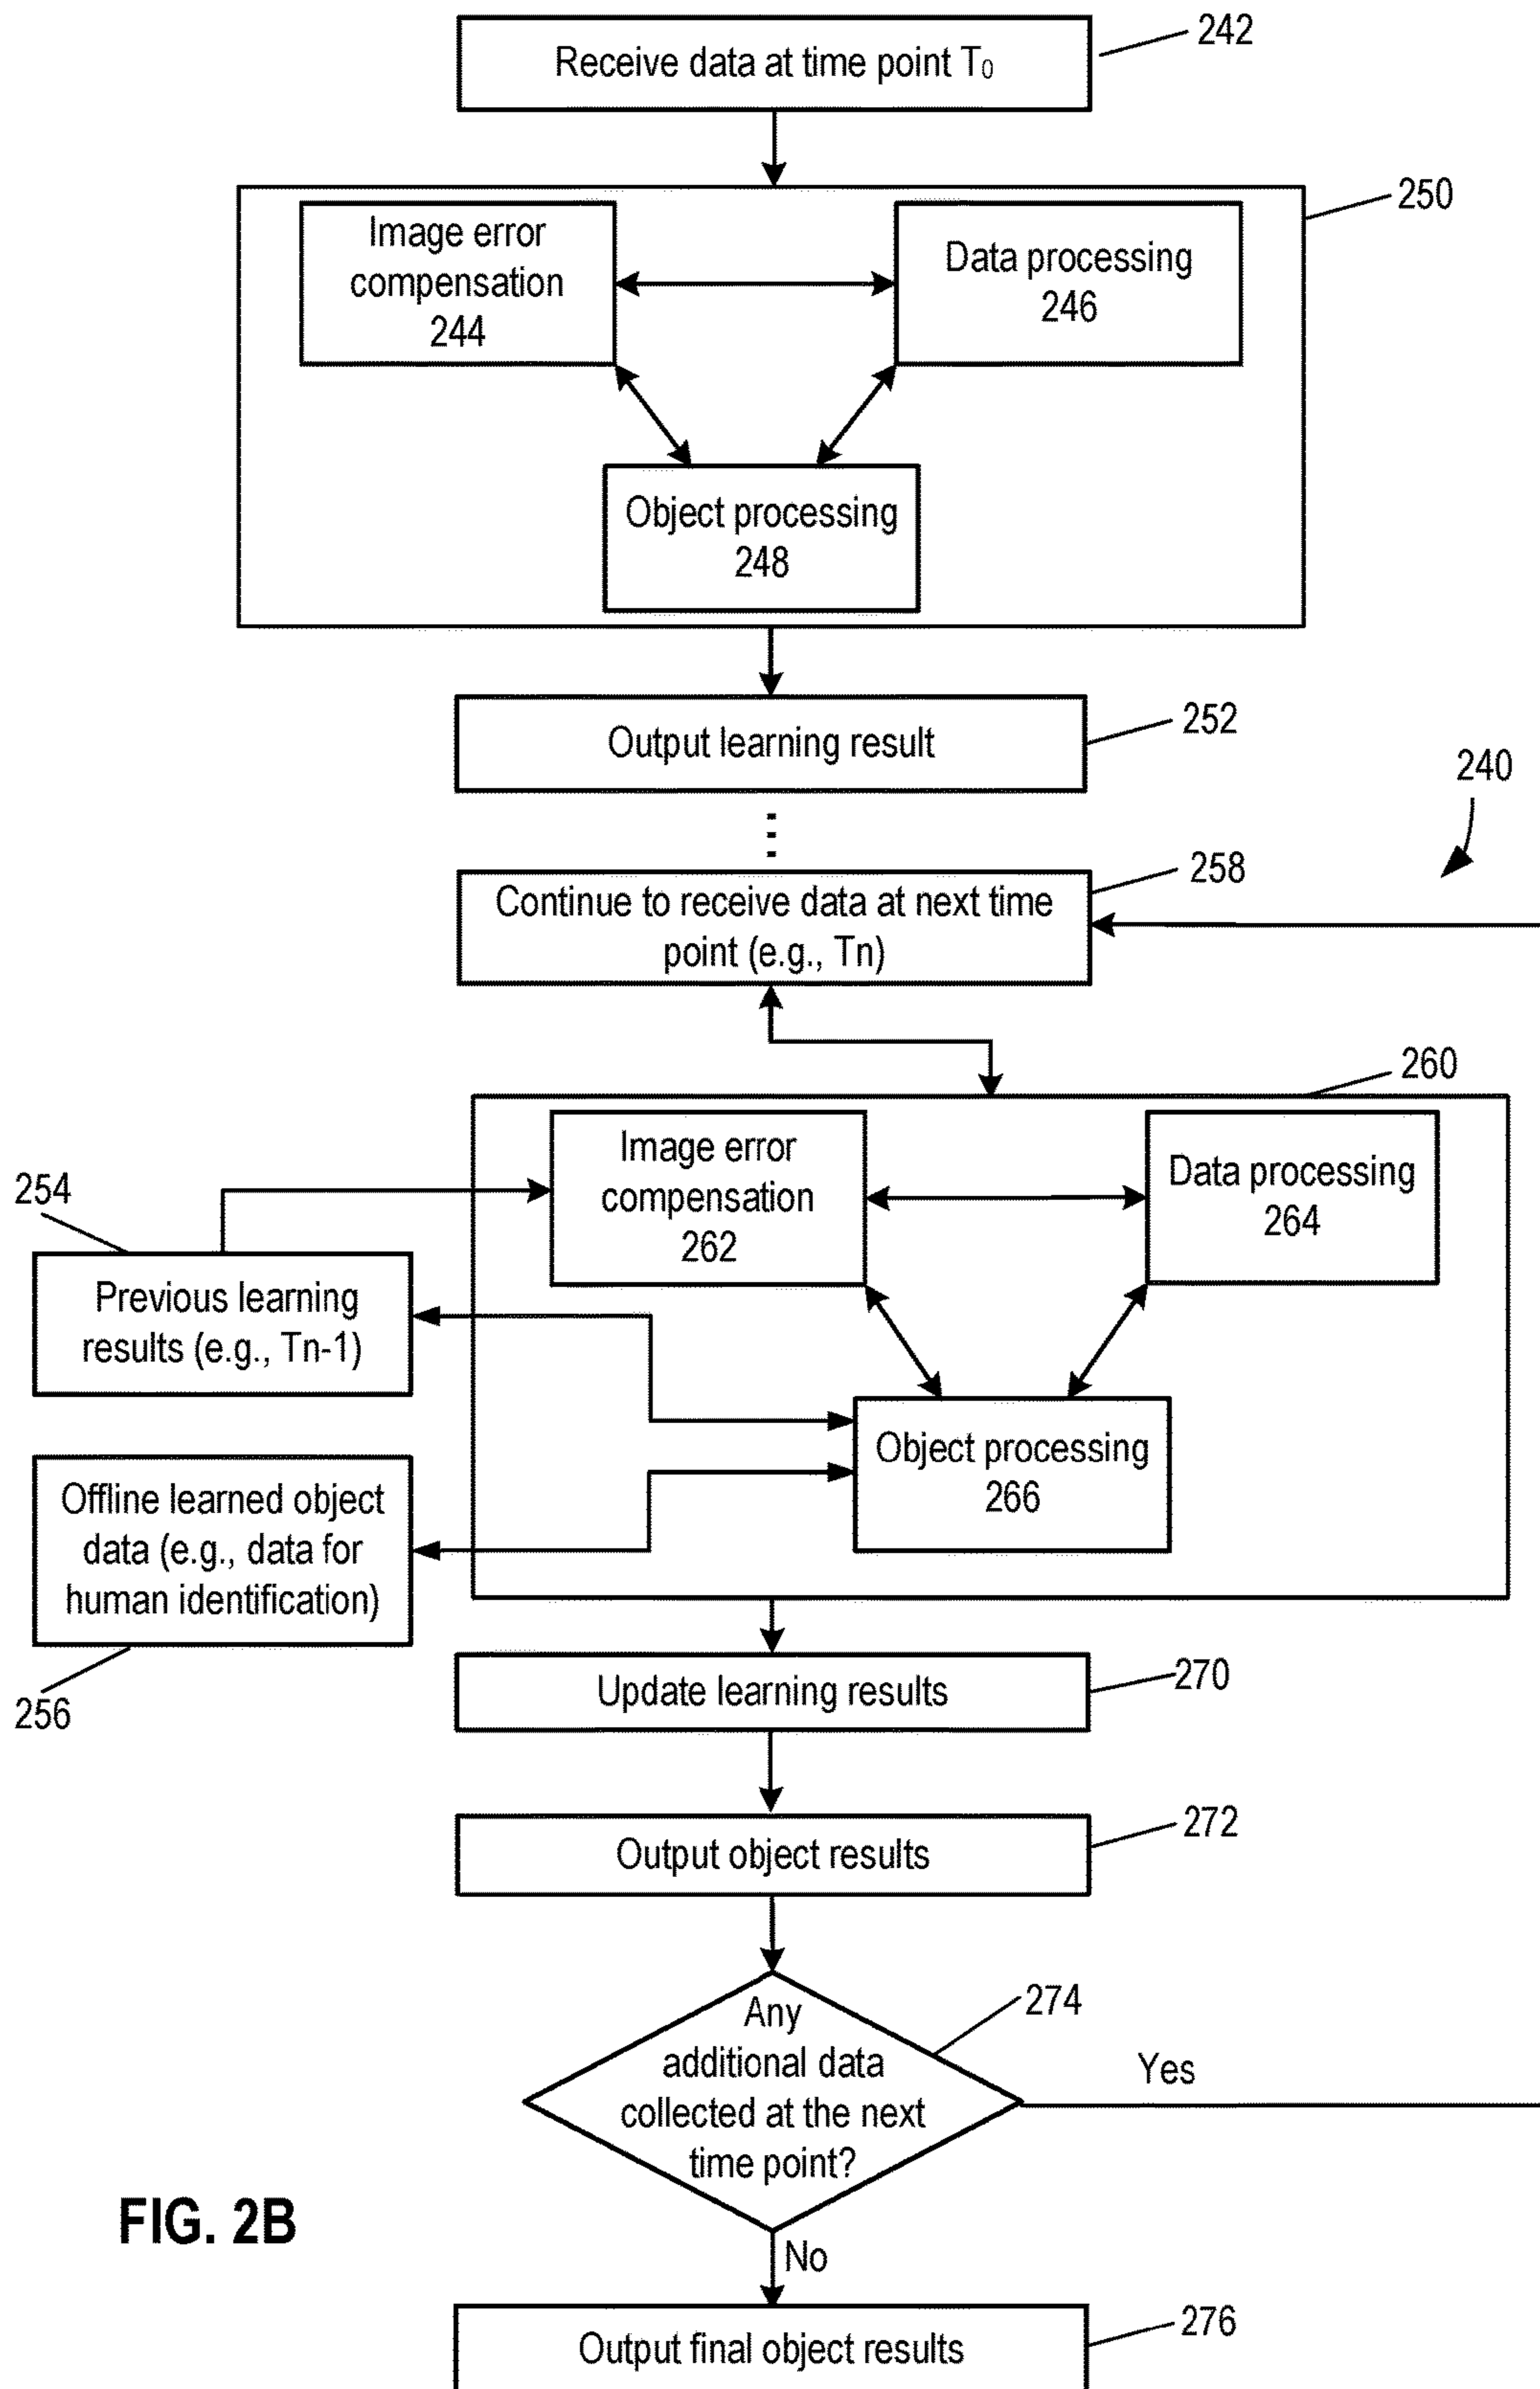 242
Receive data at time point T₀
250
Image error
compensation
244
Data processing
246
Object processing
248
252
Output learning result
240
258
Continue to receive data at next time
point (e.g., Tn)
260
Image error
compensation
262
Data processing
264
254
Previous learning
results (e.g., Tn-1)
Object processing
266
Offline learned object
data (e.g., data for
human identification)
256
270
Update learning results
272
Output object results
274
Any
additional data
collected at the next
time point?
Yes
FIG. 2B
No
276
Output final object results